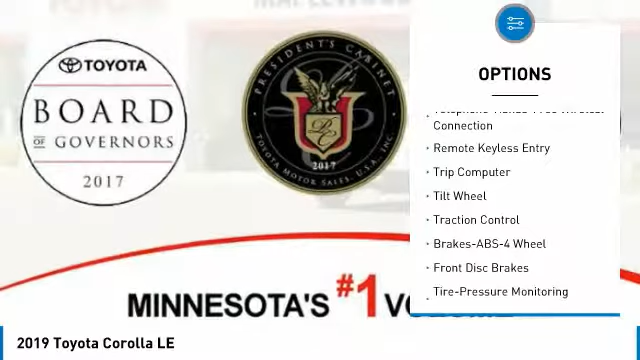 TOYOTA
BOARD
OF GOVERNORS
2017
PRESIDENT'S CABINET
2017
TOYOTA MOTOR SALES, U.S.A., INC.
OPTIONS
Connection
Remote Keyless Entry
Trip Computer
Tilt Wheel
Traction Control
Brakes-ABS-4 Wheel
Front Disc Brakes
Tire-Pressure Monitoring
MINNESOTA'S #1
2019 Toyota Corolla LE